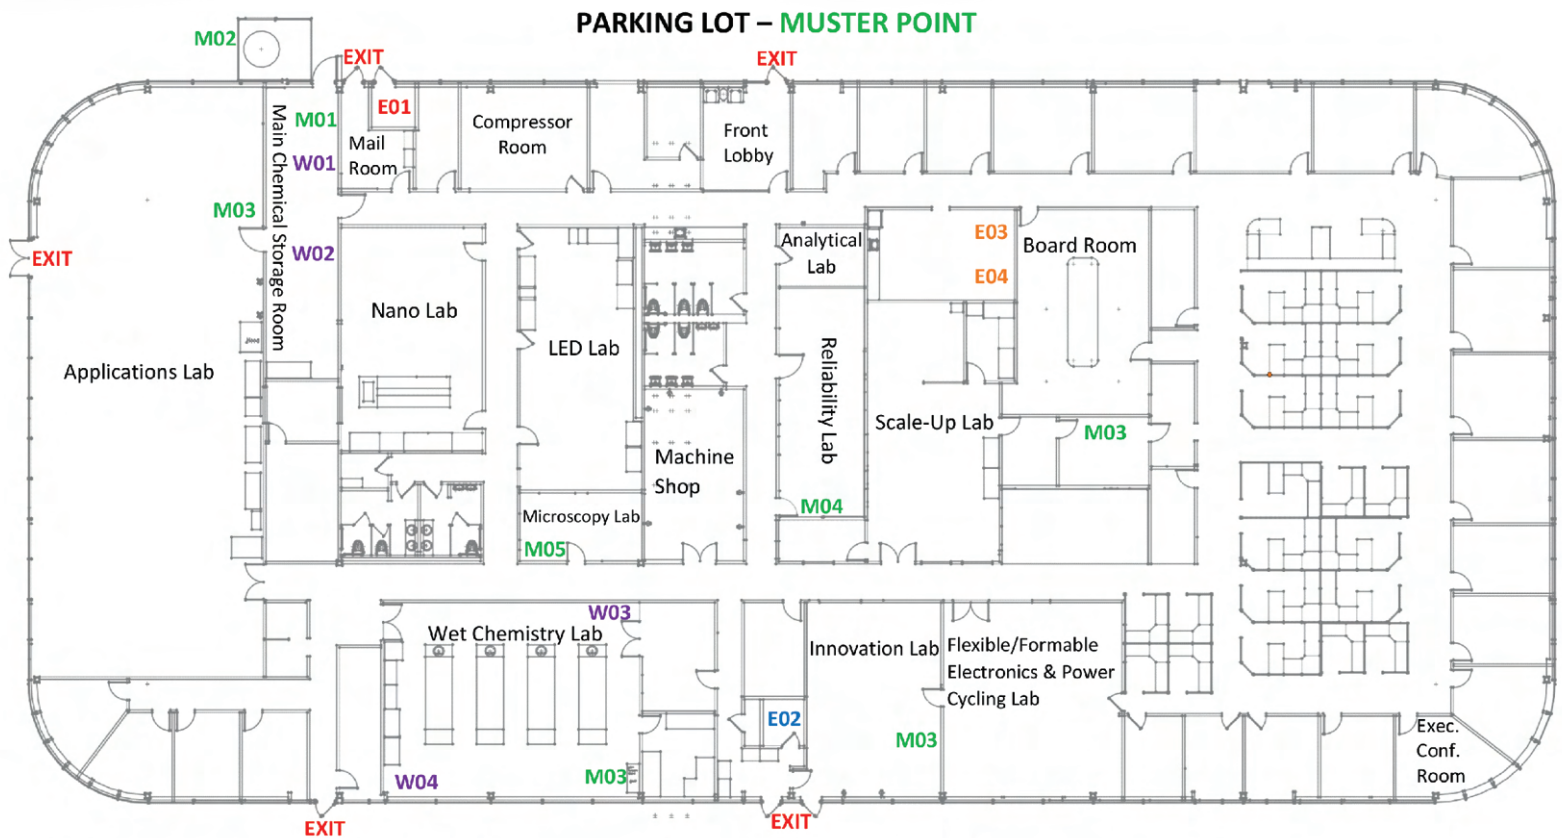 PARKING LOT – MUSTER POINT
M02
EXIT
EXIT
E01
M01
Main Chemical Storage Room
Mail
Room
Compressor
Room
Front
Lobby
W01
M03
W02
EXIT
Analytical
Lab
E03
E04
Board Room
Nano Lab
LED Lab
Reliability Lab
Applications Lab
Scale-Up Lab
M03
Machine
Shop
M04
Microscopy Lab
M05
W03
Wet Chemistry Lab
Innovation Lab
Flexible/Formable
Electronics & Power
Cycling Lab
E02
M03
Exec.
Conf.
Room
W04
M03
EXIT
EXIT